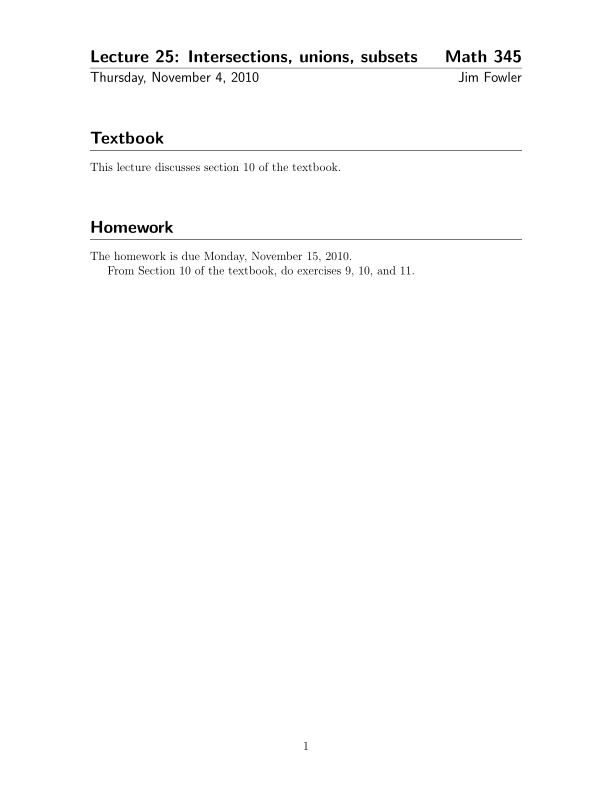 Lecture 25: Intersections, unions, subsets Math 345
Thursday, November 4, 2010 Jim Fowler
Textbook
This lecture discusses section 10 of the textbook.
Homework
The homework is due Monday, November 15, 2010.
From Section 10 of the textbook, do exercises 9, 10, and 11.
1